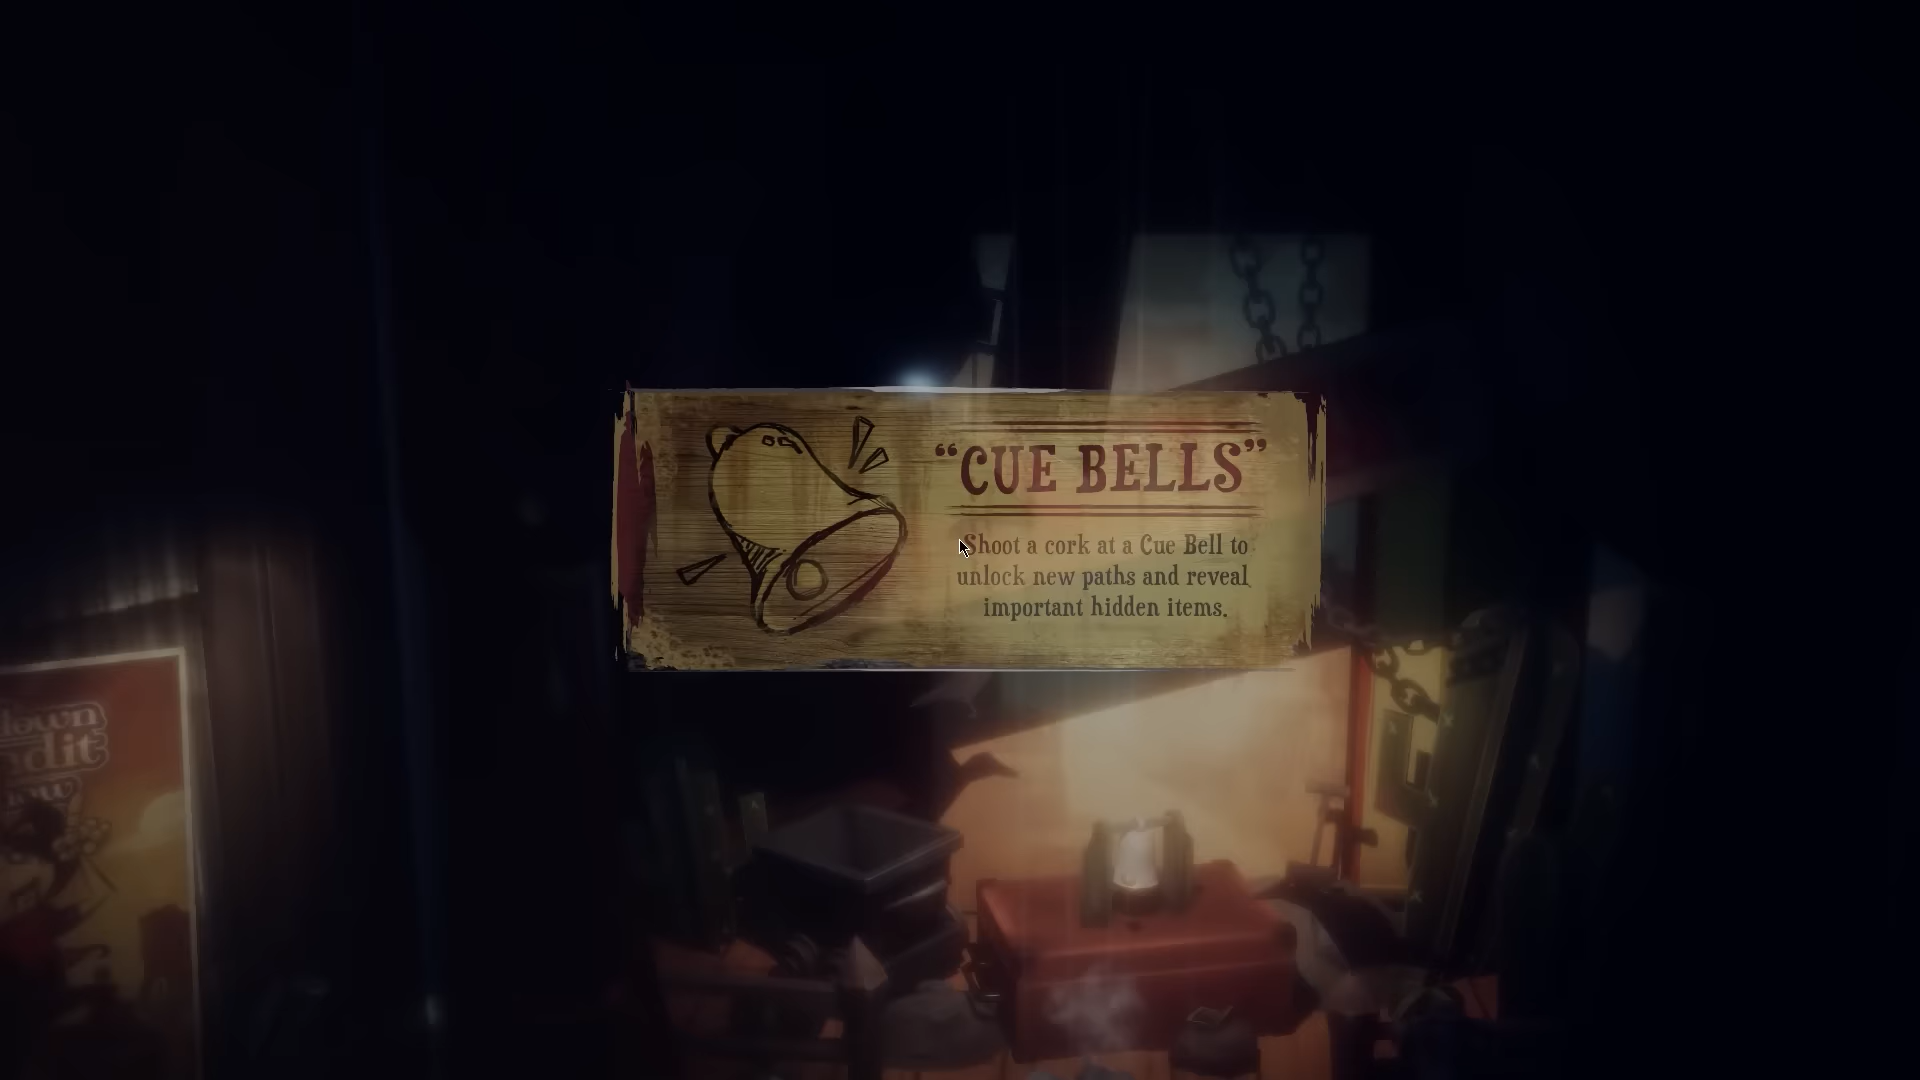 “CUE BELLS”
Shoot a cork at a Cue Bell to
unlock new paths and reveal
important hidden items.